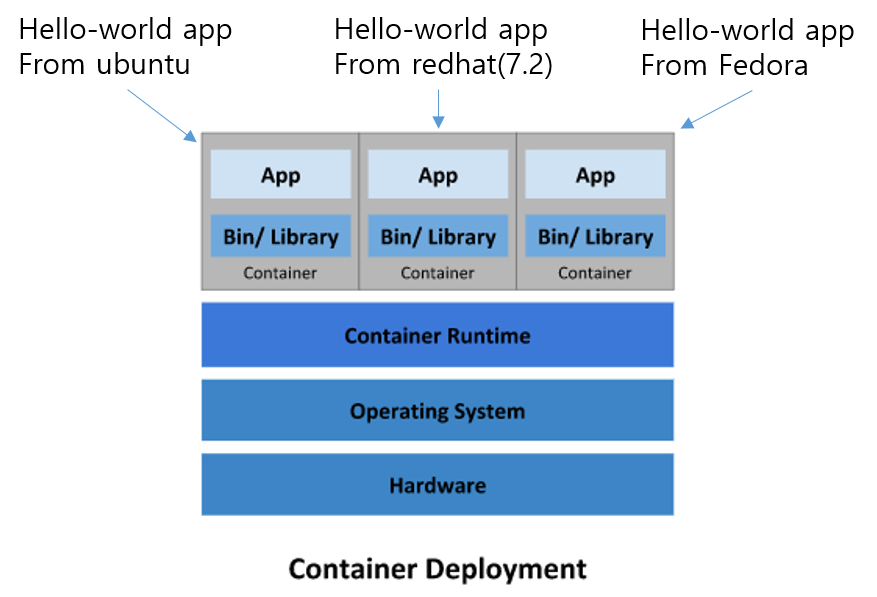 Hello-world app
From ubuntu
Hello-world app
From redhat(7.2)
Hello-world app
From Fedora
App
App
App
Bin/ Library
Bin/ Library
Bin/ Library
Container
Container
Container
Container Runtime
Operating System
Hardware
Container Deployment